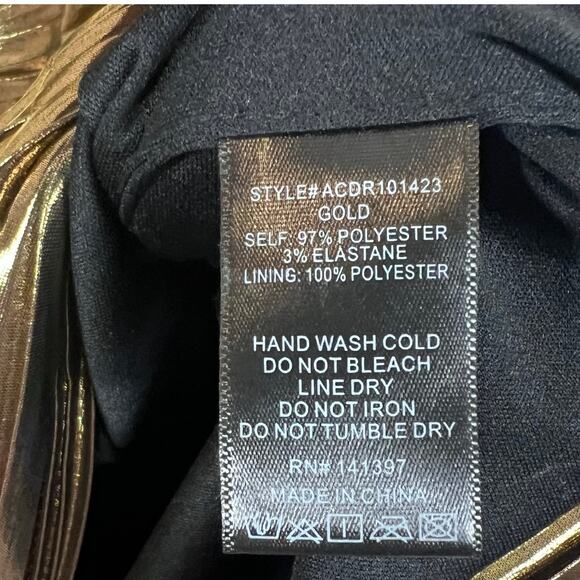 STYLE# ACDR101423
GOLD
SELF: 97% POLYESTER
3% ELASTANE
LINING: 100% POLYESTER
HAND WASH COLD
DO NOT BLEACH
LINE DRY
DO NOT IRON
DO NOT TUMBLE DRY
RN# 141397
MADE IN CHINA